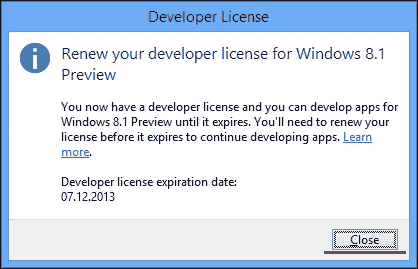 Developer License
Renew your developer license for Windows 8.1
Preview
You now have a developer license and you can develop apps for
Windows 8.1 Preview until it expires. You'll need to renew your
license before it expires to continue developing apps. Learn
more.
Developer license expiration date:
07.12.2013
Close